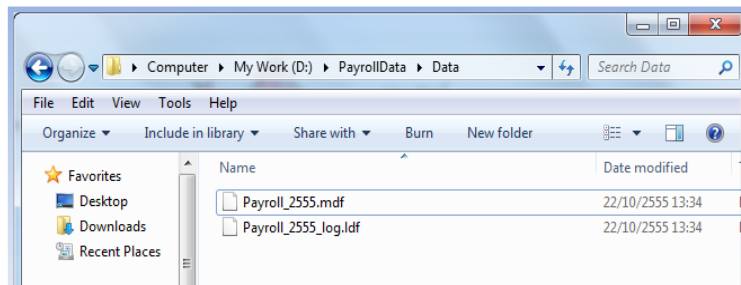 Computer My Work (D:) PayrollData Data Search Data
File Edit View Tools Help
Organize Include in library Share with Burn New folder
Name Date modified
Favorites
Desktop
Downloads
Recent Places
Payroll_2555.mdf 22/10/2555 13:34
Payroll_2555_log.ldf 22/10/2555 13:34